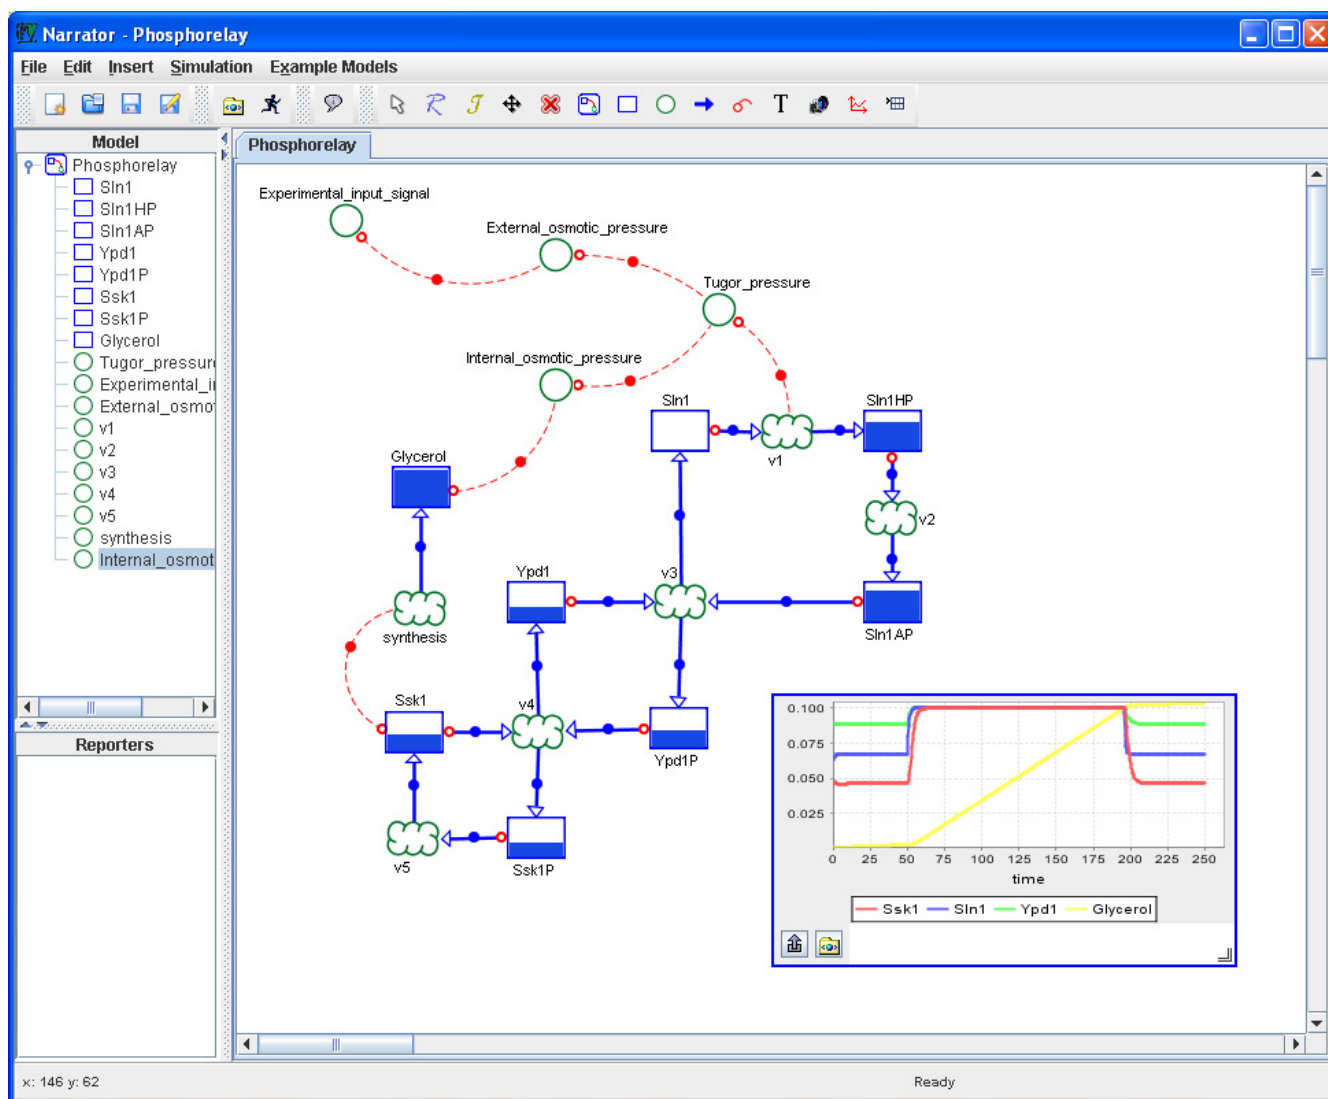 Narrator - Phosphorelay
File Edit Insert Simulation Example Models
Model
Phosphorelay
Sln1
Sln1HP
Sln1AP
Ypd1
Ypd1P
Ssk1
Ssk1P
Glycerol
Tugor_pressur
Experimental_i
External_osmo
v1
v2
v3
v4
v5
synthesis
Internal_osmot
Reporters
Phosphorelay
Experimental_input_signal
External_osmotic_pressure
Tugor_pressure
Internal_osmotic_pressure
Sln1
Sln1HP
v1
Glycerol
v2
Ypd1
v3
synthesis
Sln1AP
Ssk1
v4
Ypd1P
v5
Ssk1P
0.100
0.075
0.050
0.025
0 25 50 75 100 125 150 175 200 225 250
time
Ssk1 Sln1 Ypd1 Glycerol
x: 146 y: 62
Ready